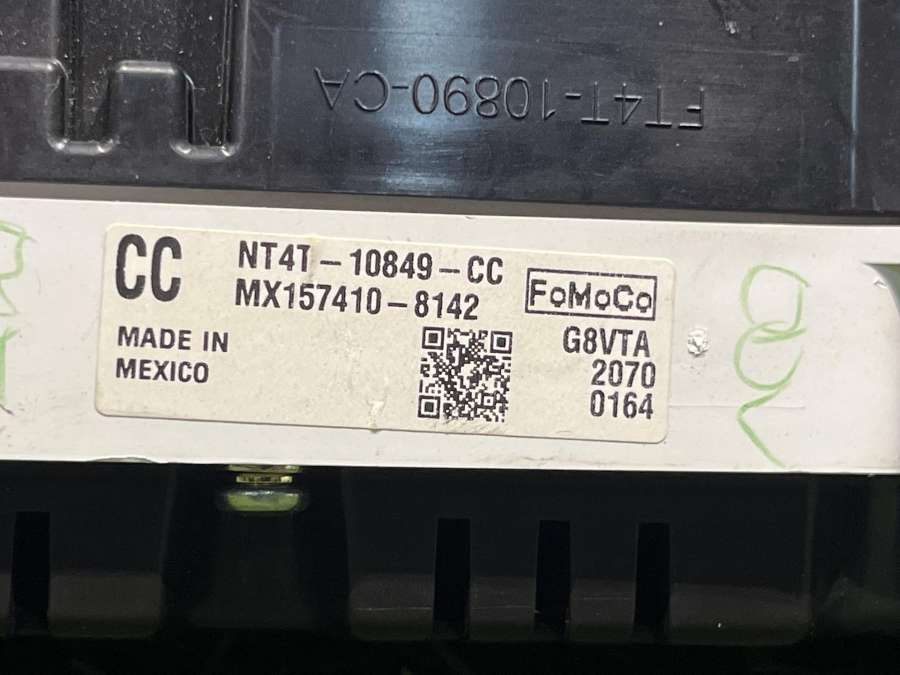 FT4T-10890-CA
CC
NT4T-10849-CC
MX157410-8142
FoMoCo
MADE IN
MEXICO
G8VTA
2070
0164